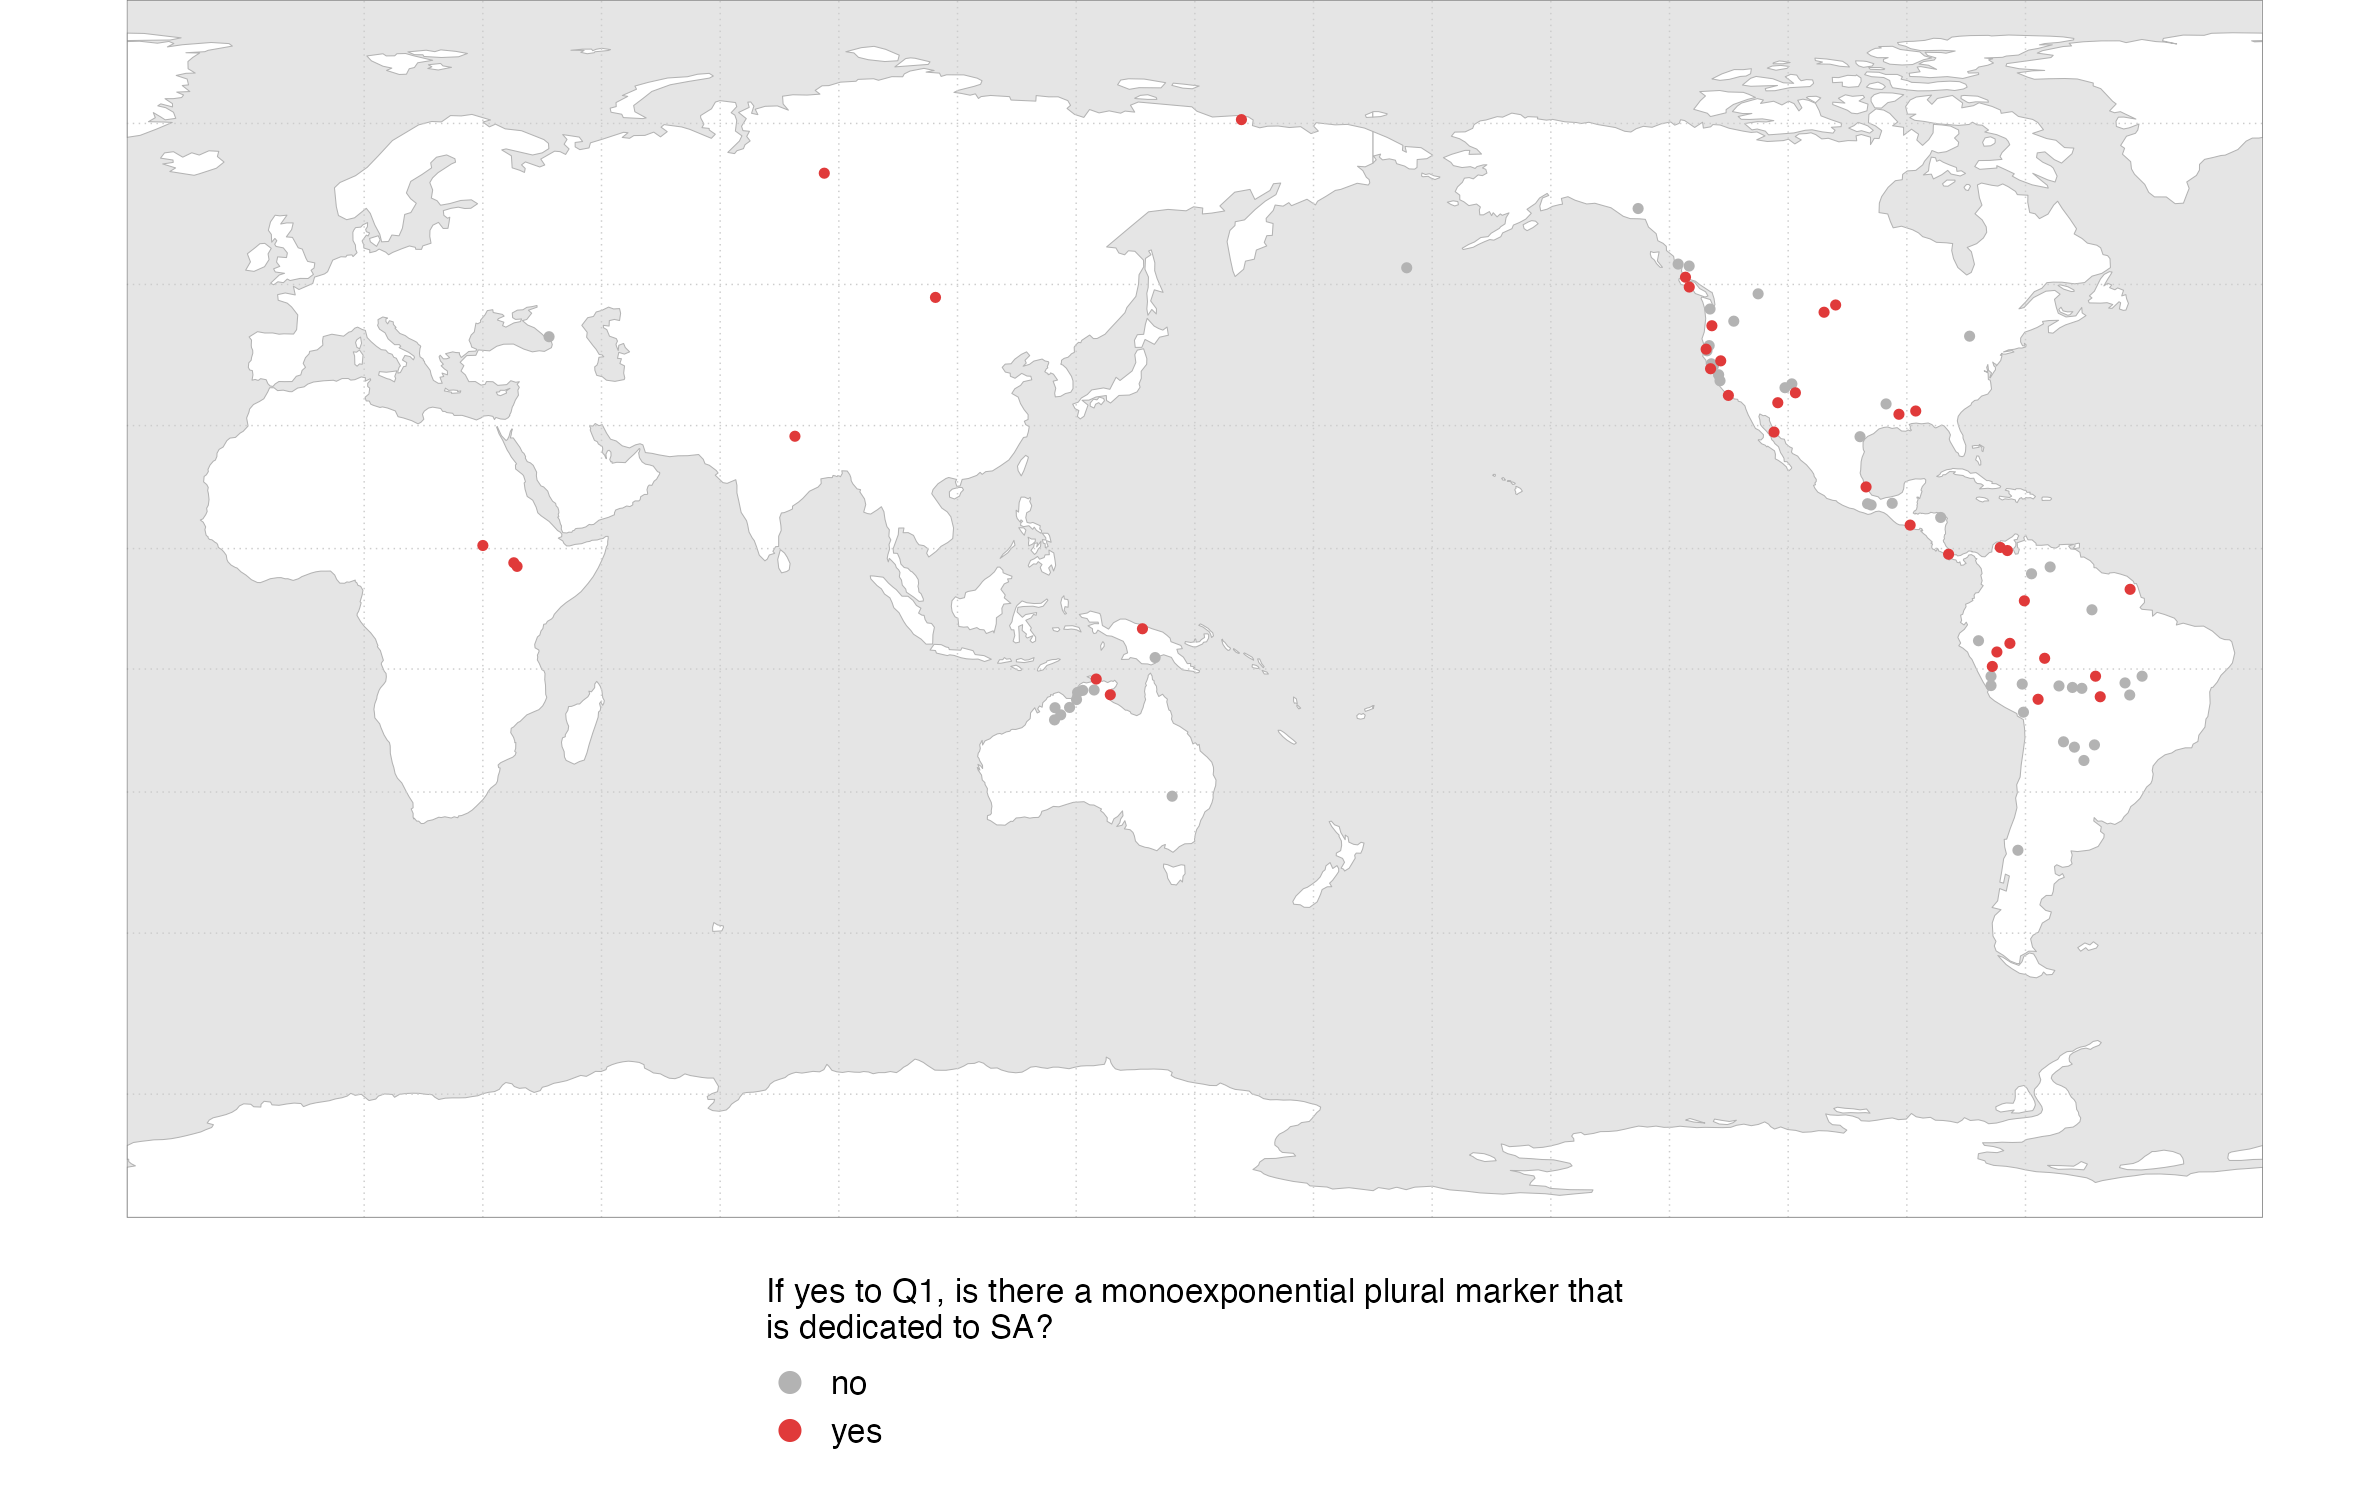 If yes to Q1, is there a monoexponential plural marker that
is dedicated to SA?
no
yes